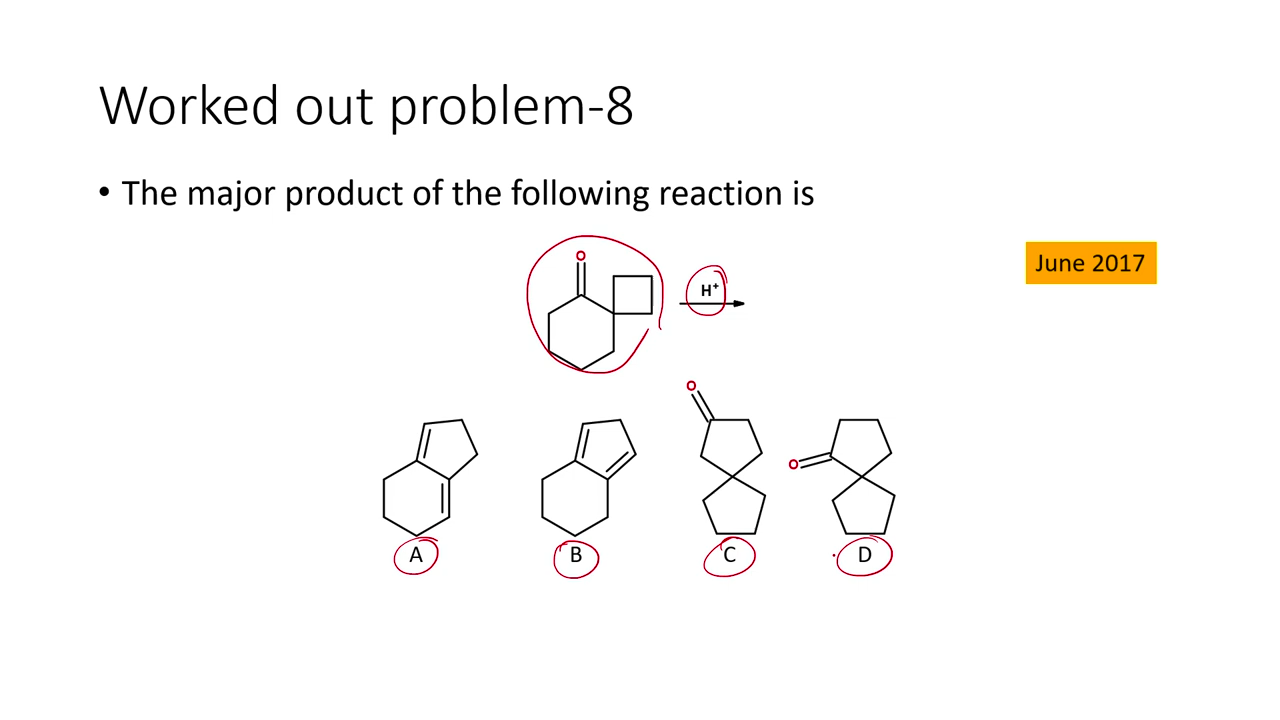 Worked out problem-8
• The major product of the following reaction is
June 2017
O
H⁺
O
O
A
B
C
D